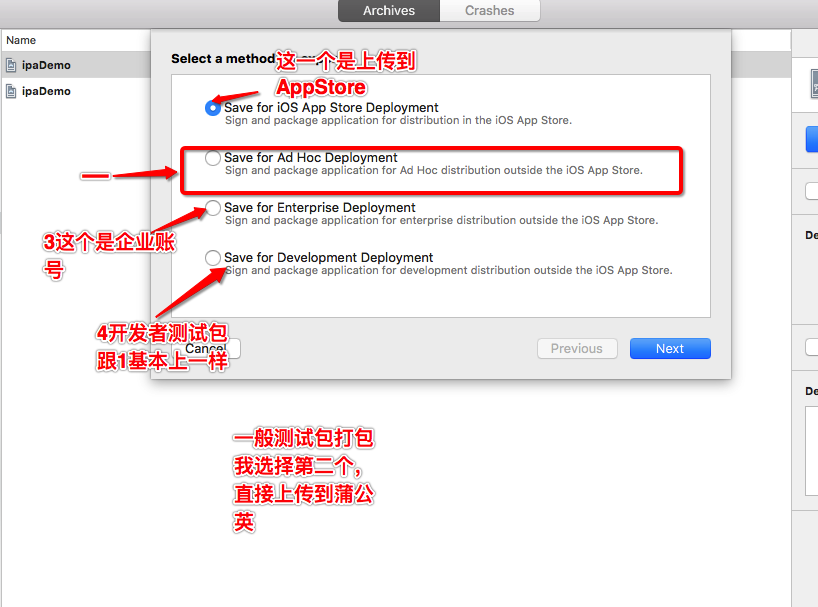 Archives
Crashes
Name
ipaDemo
ipaDemo
Select a method
这一个是上传到
AppStore
Save for iOS App Store Deployment
Sign and package application for distribution in the iOS App Store.
Save for Ad Hoc Deployment
Sign and package application for Ad Hoc distribution outside the iOS App Store.
一
Save for Enterprise Deployment
Sign and package application for enterprise distribution outside the iOS App Store.
3这个是企业账
号
Save for Development Deployment
Sign and package application for development distribution outside the iOS App Store.
4开发者测试包
跟1基本上一样
Cancel
Previous
Next
De
De
一般测试包打包
我选择第二个,
直接上传到蒲公
英